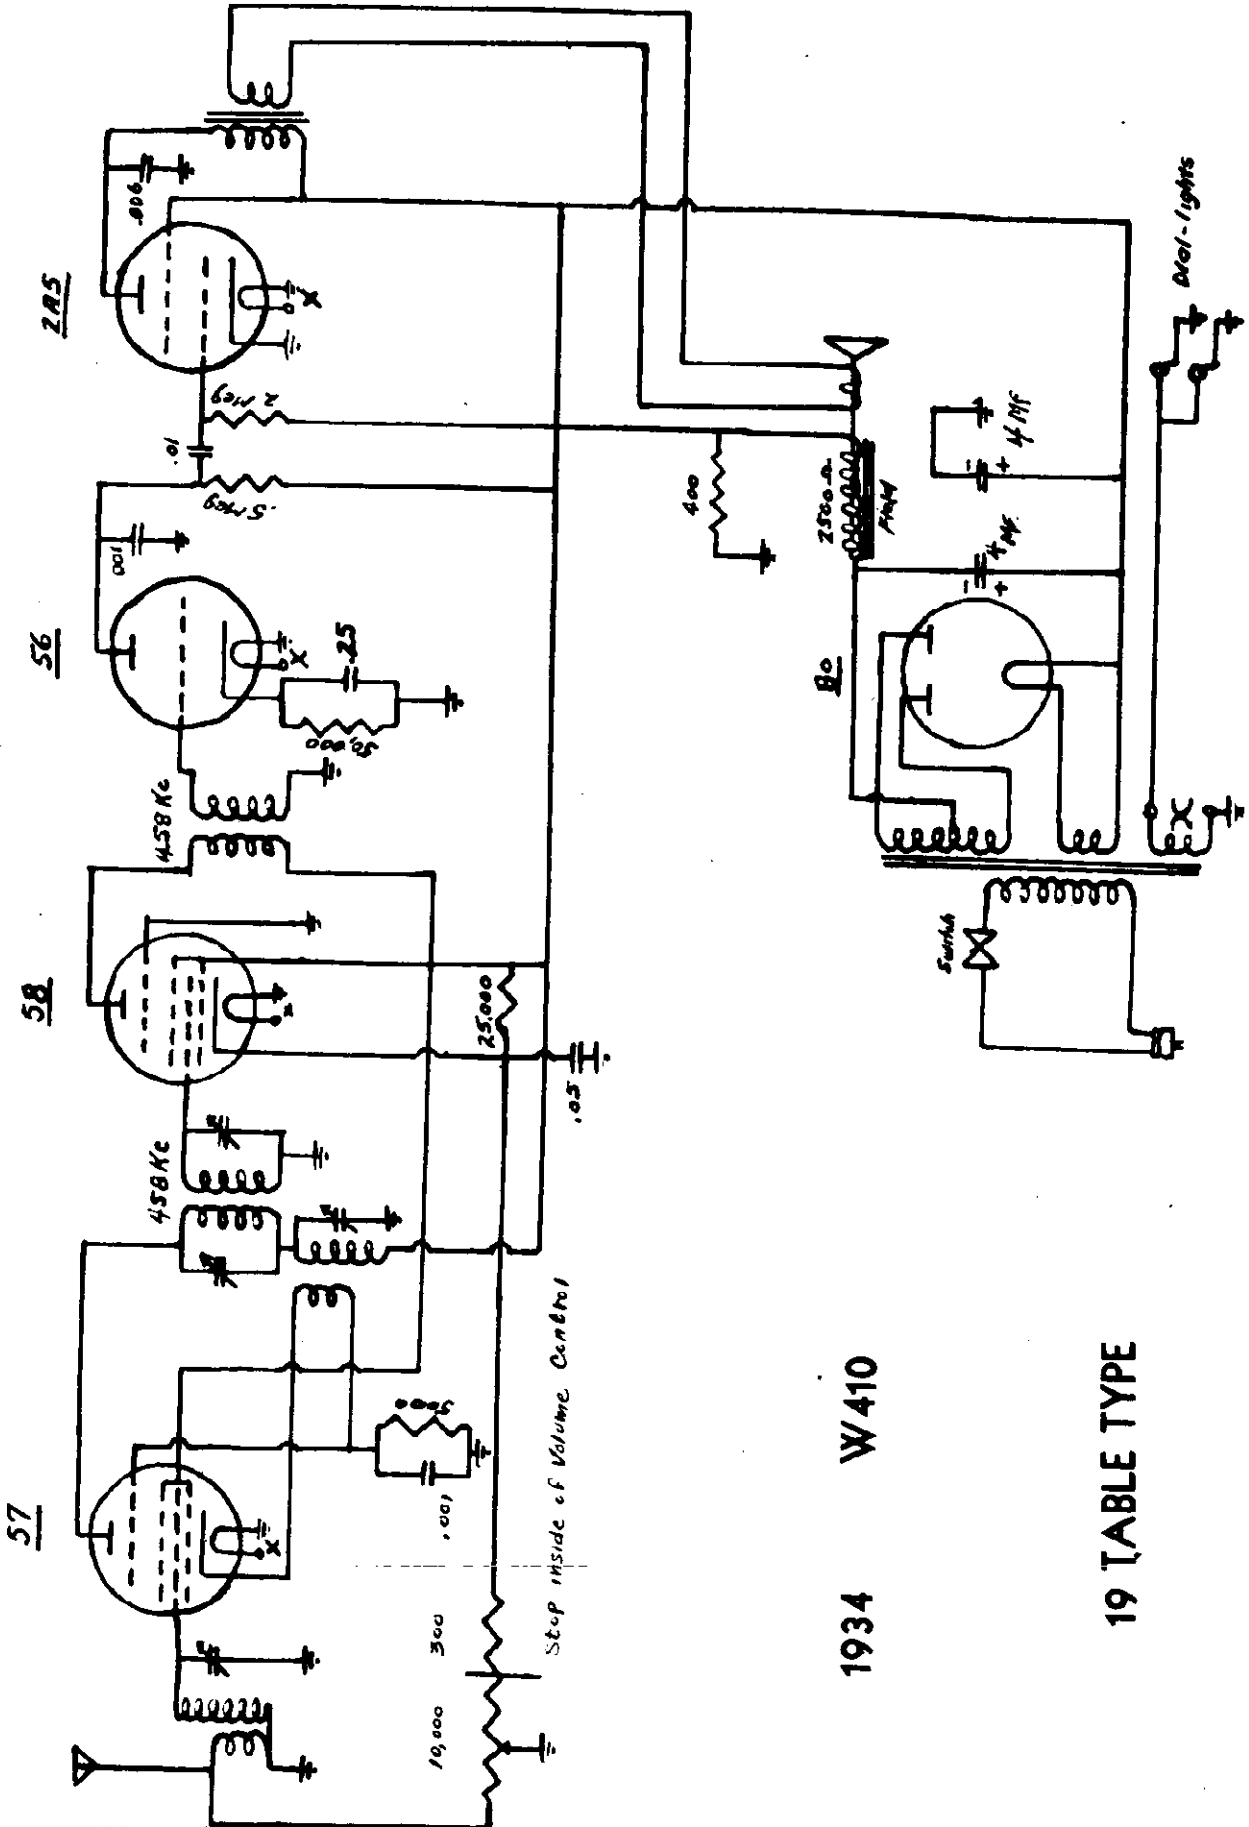 57
58
56
2A5
458 Kc
458 Kc
.001
5000
.05
25.000
50,000
.25
.001
.5 Meg
.01
2 Meg
.006
10,000
300
Stop inside of Volume Control
400
2500 Ω
Field
80
4 Mf.
4 Mf
- +
- +
X
X
X
X
X
Switch
Dial-lights
1934 W410
19 TABLE TYPE